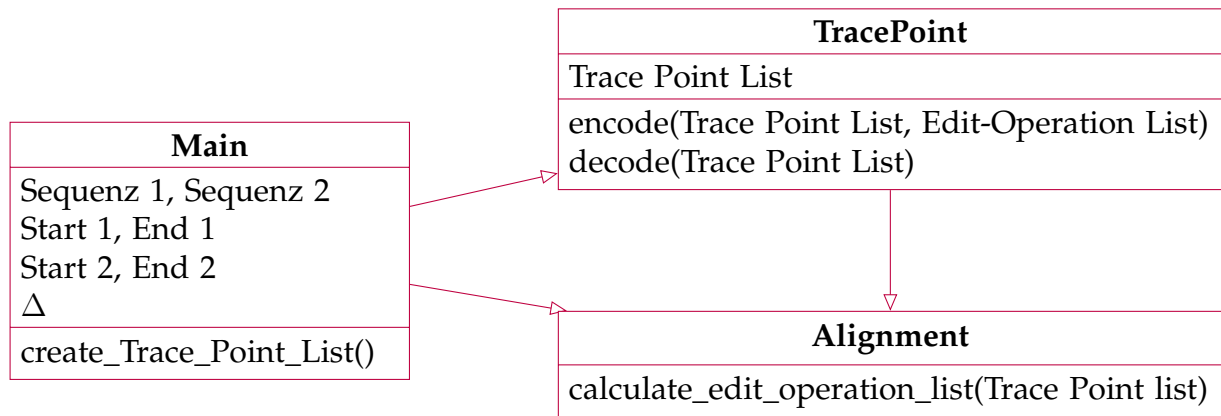 TracePoint
Trace Point List
encode(Trace Point List, Edit-Operation List)
decode(Trace Point List)
Main
Sequenz 1, Sequenz 2
Start 1, End 1
Start 2, End 2
Δ
create_Trace_Point_List()
Alignment
calculate_edit_operation_list(Trace Point list)